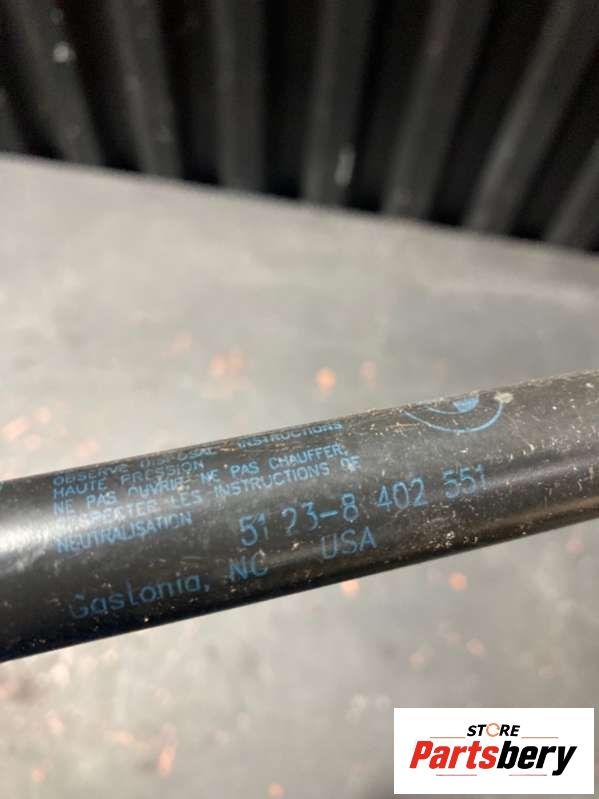 OBSERVE DISPOSAL INSTRUCTIONS
HAUTE PRESSION
NE PAS OUVRIR. NE PAS CHAUFFER.
RESPECTER LES INSTRUCTIONS DE
NEUTRALISATION
51 23-8 402 551
Gastonia, NC USA
STORE
Partsbery